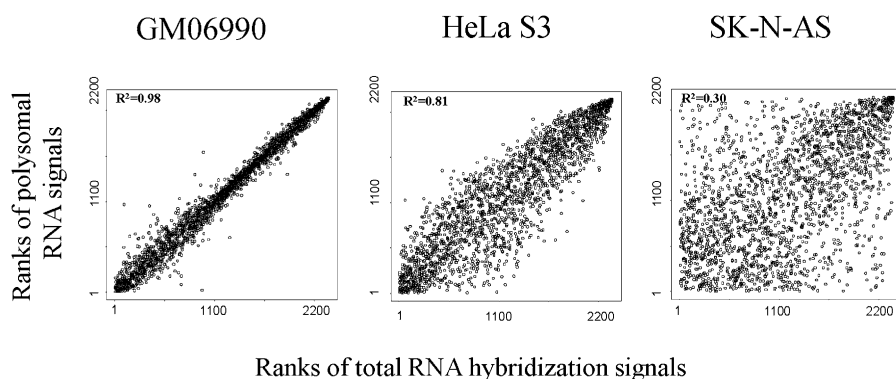 GM06990
HeLa S3
SK-N-AS
Ranks of polysomal
RNA signals
2200
1100
1
R²=0.98
1
1100
2200
2200
1100
1
R²=0.81
1
1100
2200
2200
1100
1
R²=0.30
1
1100
2200
Ranks of total RNA hybridization signals